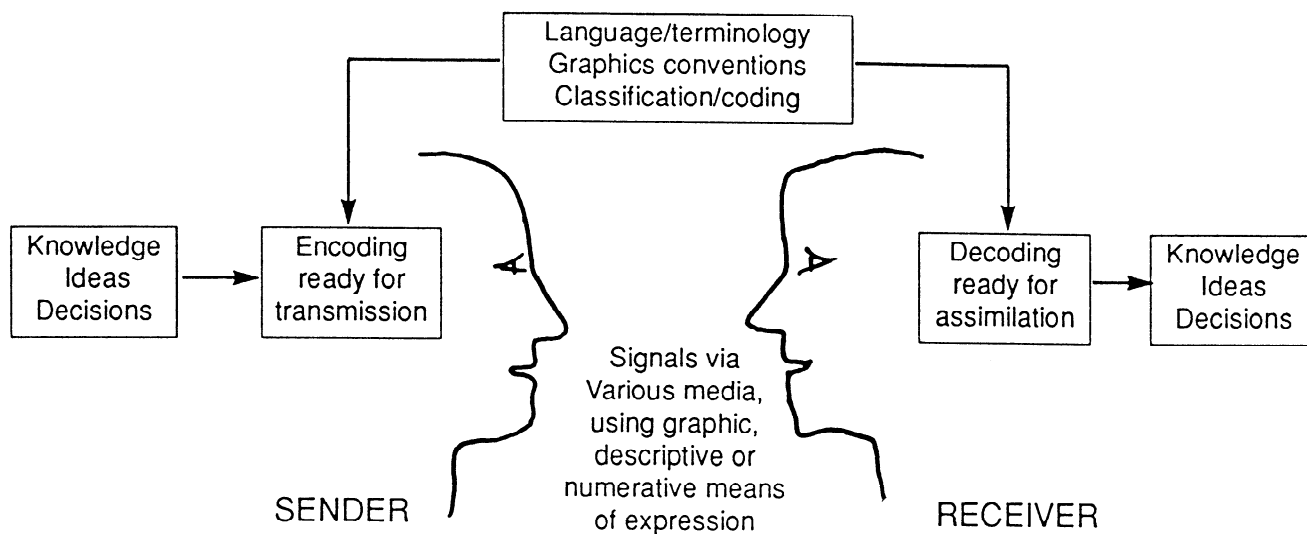 Language/terminology
Graphics conventions
Classification/coding
Knowledge
Ideas
Decisions
Encoding
ready for
transmission
Signals via
Various media,
using graphic,
descriptive or
numerative means
of expression
Decoding
ready for
assimilation
Knowledge
Ideas
Decisions
SENDER
RECEIVER